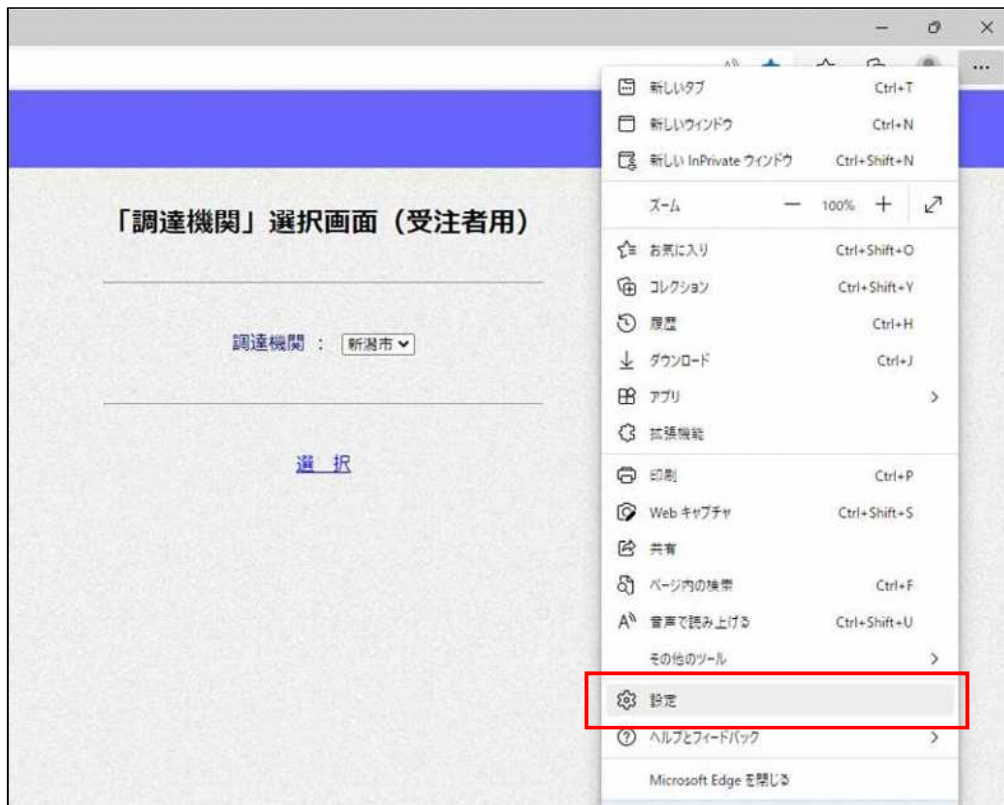 新しいタブ Ctrl+T
新しいウィンドウ Ctrl+N
新しい InPrivate ウィンドウ Ctrl+Shift+N
ズーム 100%
お気に入り Ctrl+Shift+O
コレクション Ctrl+Shift+Y
履歴 Ctrl+H
ダウンロード Ctrl+J
アプリ
拡張機能
印刷 Ctrl+P
Web キャプチャ Ctrl+Shift+S
共有
ページ内の検索 Ctrl+F
音声で読み上げる Ctrl+Shift+U
その他のツール
設定
ヘルプとフィードバック
Microsoft Edge を閉じる
「調達機関」選択画面（受注者用）
調達機関 ： 新潟市
選　択